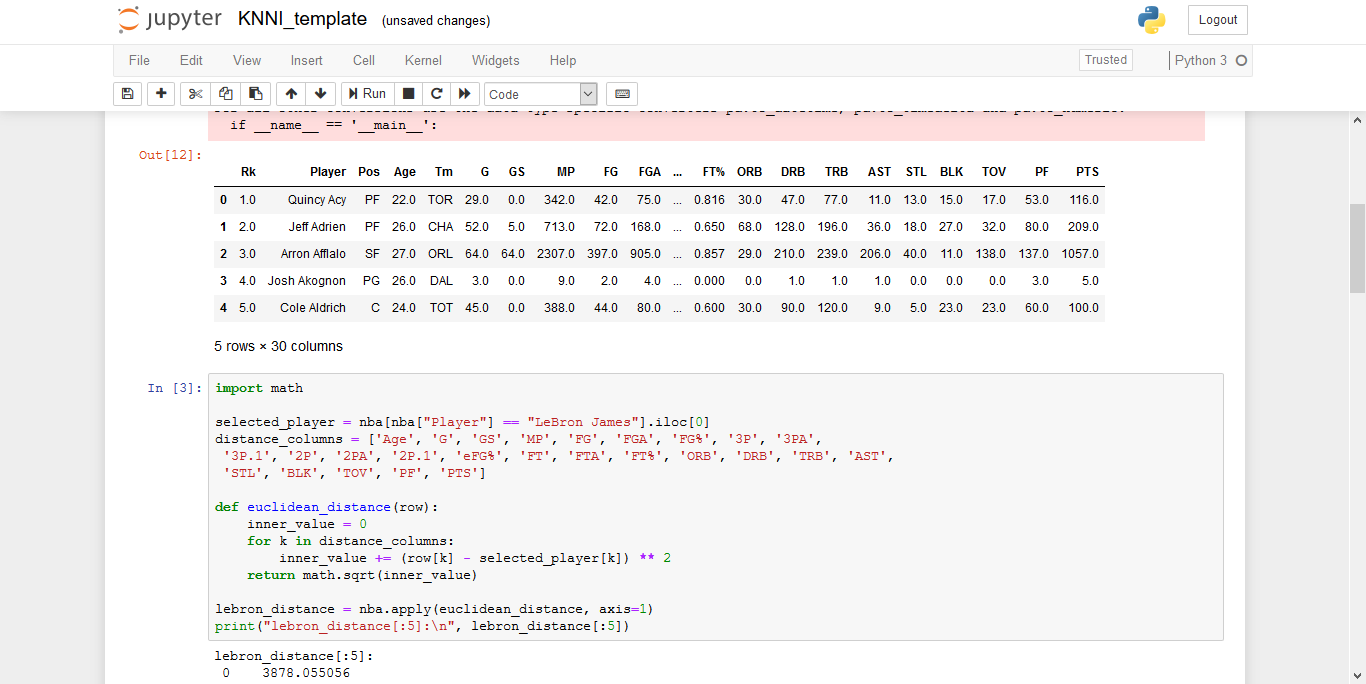 jupyter KNNI_template (unsaved changes) Logout
File Edit View Insert Cell Kernel Widgets Help Trusted Python 3
Run Code
if __name__ == '__main__':
Out[12]:
Rk Player Pos Age Tm G GS MP FG FGA ... FT% ORB DRB TRB AST STL BLK TOV PF PTS
0 1.0 Quincy Acy PF 22.0 TOR 29.0 0.0 342.0 42.0 75.0 ... 0.816 30.0 47.0 77.0 11.0 13.0 15.0 17.0 53.0 116.0
1 2.0 Jeff Adrien PF 26.0 CHA 52.0 5.0 713.0 72.0 168.0 ... 0.650 68.0 128.0 196.0 36.0 18.0 27.0 32.0 80.0 209.0
2 3.0 Arron Afflalo SF 27.0 ORL 64.0 64.0 2307.0 397.0 905.0 ... 0.857 29.0 210.0 239.0 206.0 40.0 11.0 138.0 137.0 1057.0
3 4.0 Josh Akognon PG 26.0 DAL 3.0 0.0 9.0 2.0 4.0 ... 0.000 0.0 1.0 1.0 1.0 0.0 0.0 0.0 3.0 5.0
4 5.0 Cole Aldrich C 24.0 TOT 45.0 0.0 388.0 44.0 80.0 ... 0.600 30.0 90.0 120.0 9.0 5.0 23.0 23.0 60.0 100.0
5 rows × 30 columns
In [3]: import math
selected_player = nba[nba["Player"] == "LeBron James"].iloc[0]
distance_columns = ['Age', 'G', 'GS', 'MP', 'FG', 'FGA', 'FG%', '3P', '3PA',
'3P.1', '2P', '2PA', '2P.1', 'eFG%', 'FT', 'FTA', 'FT%', 'ORB', 'DRB', 'TRB', 'AST',
'STL', 'BLK', 'TOV', 'PF', 'PTS']
def euclidean_distance(row):
inner_value = 0
for k in distance_columns:
inner_value += (row[k] - selected_player[k]) ** 2
return math.sqrt(inner_value)
lebron_distance = nba.apply(euclidean_distance, axis=1)
print("lebron_distance[:5]:\n", lebron_distance[:5])
lebron_distance[:5]:
0 3878.055056